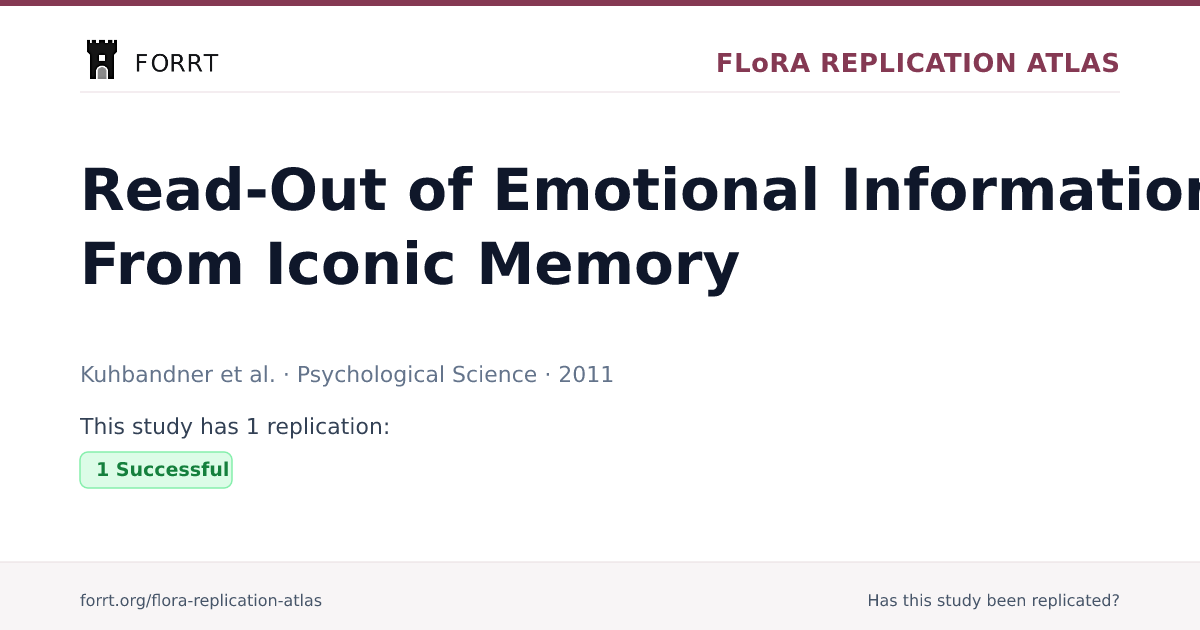 FORRT
FLoRA REPLICATION ATLAS
Read-Out of Emotional Information
From Iconic Memory
Kuhbandner et al. · Psychological Science · 2011
This study has 1 replication:
1 Successful
forrt.org/flora-replication-atlas
Has this study been replicated?